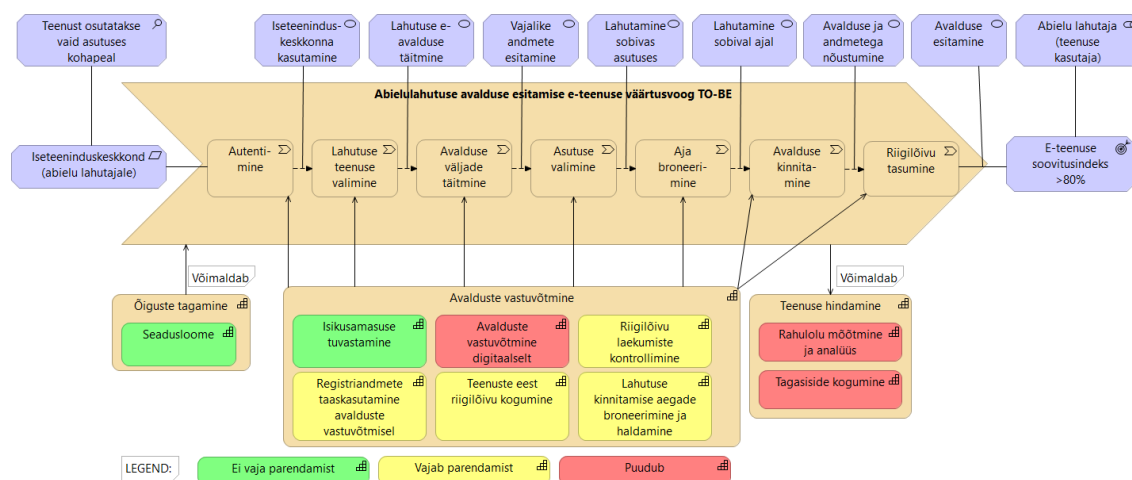 Teenust osutatakse
vaid asutuses
kohapeal
Iseteenindus-
keskkonna
kasutamine
Lahutuse e-
avalduse
täitmine
Vajalike
andmete
esitamine
Lahutamine
sobivas
asutuses
Lahutamine
sobival ajal
Avalduse ja
andmetega
nõustumine
Avalduse
esitamine
Abielu lahutaja
(teenuse
kasutaja)
Abielulahutuse avalduse esitamise e-teenuse väärtusvoog TO-BE
Iseteeninduskeskkond
(abielu lahutajale)
Autenti-
mine
Lahutuse
teenuse
valimine
Avalduse
väljade
täitmine
Asutuse
valimine
Aja
broneeri-
mine
Avalduse
kinnita-
mine
Riigilõivu
tasumine
E-teenuse
soovitusindeks
>80%
Võimaldab
Võimaldab
Õiguste tagamine
Seadusloome
Avalduste vastuvõtmine
Isikusamasuse
tuvastamine
Avalduste
vastuvõtmine
digitaalselt
Riigilõivu
laekumiste
kontrollimine
Registriandmete
taaskasutamine
avalduste
vastuvõtmisel
Teenuste eest
riigilõivu kogumine
Lahutuse
kinnitamise aegade
broneerimine ja
haldamine
Teenuse hindamine
Rahulolu mõõtmine
ja analüüs
Tagasiside kogumine
LEGEND:
Ei vaja parendamist
Vajab parendamist
Puudub